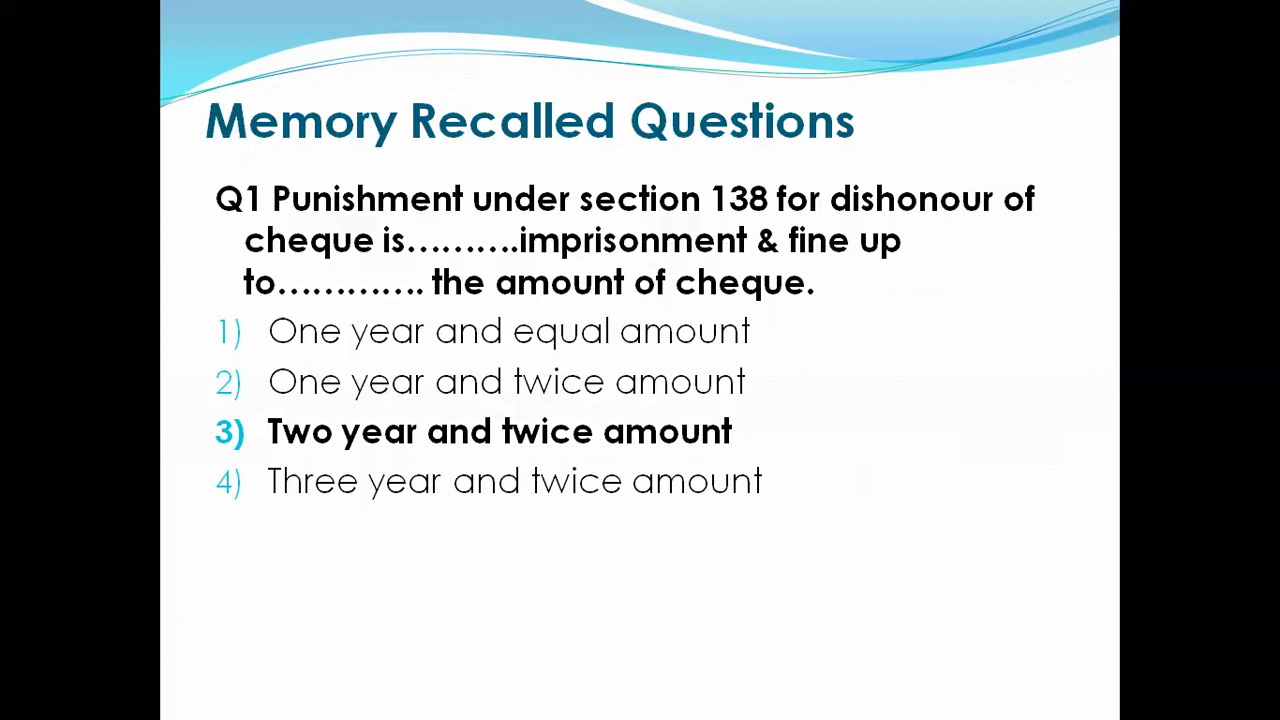 Memory Recalled Questions
Q1 Punishment under section 138 for dishonour of
cheque is……….imprisonment & fine up
to…………. the amount of cheque.
1) One year and equal amount
2) One year and twice amount
3) Two year and twice amount
4) Three year and twice amount